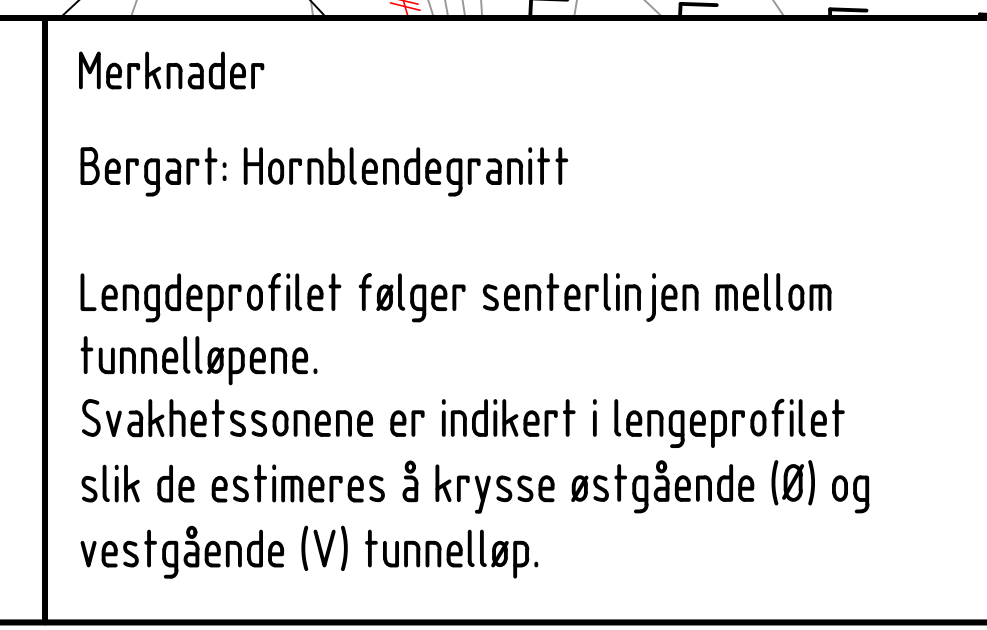 Merknader
Bergart: Hornblendegranitt
Lengdeprofilet følger senterlinjen mellom
tunnelløpene.
Svakhetssonene er indikert i lengeprofilet
slik de estimeres å krysse østgående (Ø) og
vestgående (V) tunnelløp.